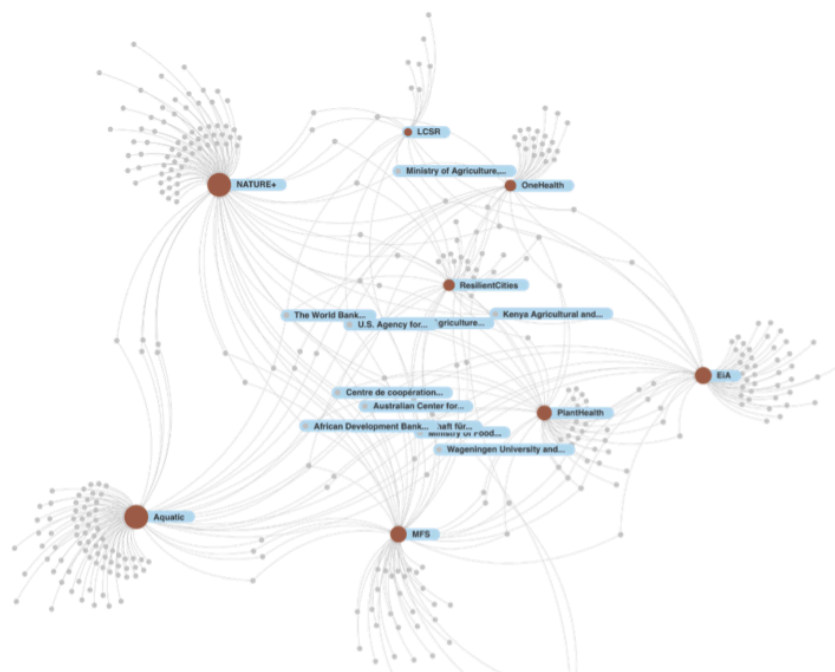 LCSR
Ministry of Agriculture,...
NATURE+
OneHealth
ResilientCities
The World Bank...
Kenya Agricultural and...
U.S. Agency for...
griculture...
EiA
Centre de coopération...
Australian Center for...
PlantHealth
African Development Bank...
haft für...
Ministry of Food...
Wageningen University and...
Aquatic
MFS